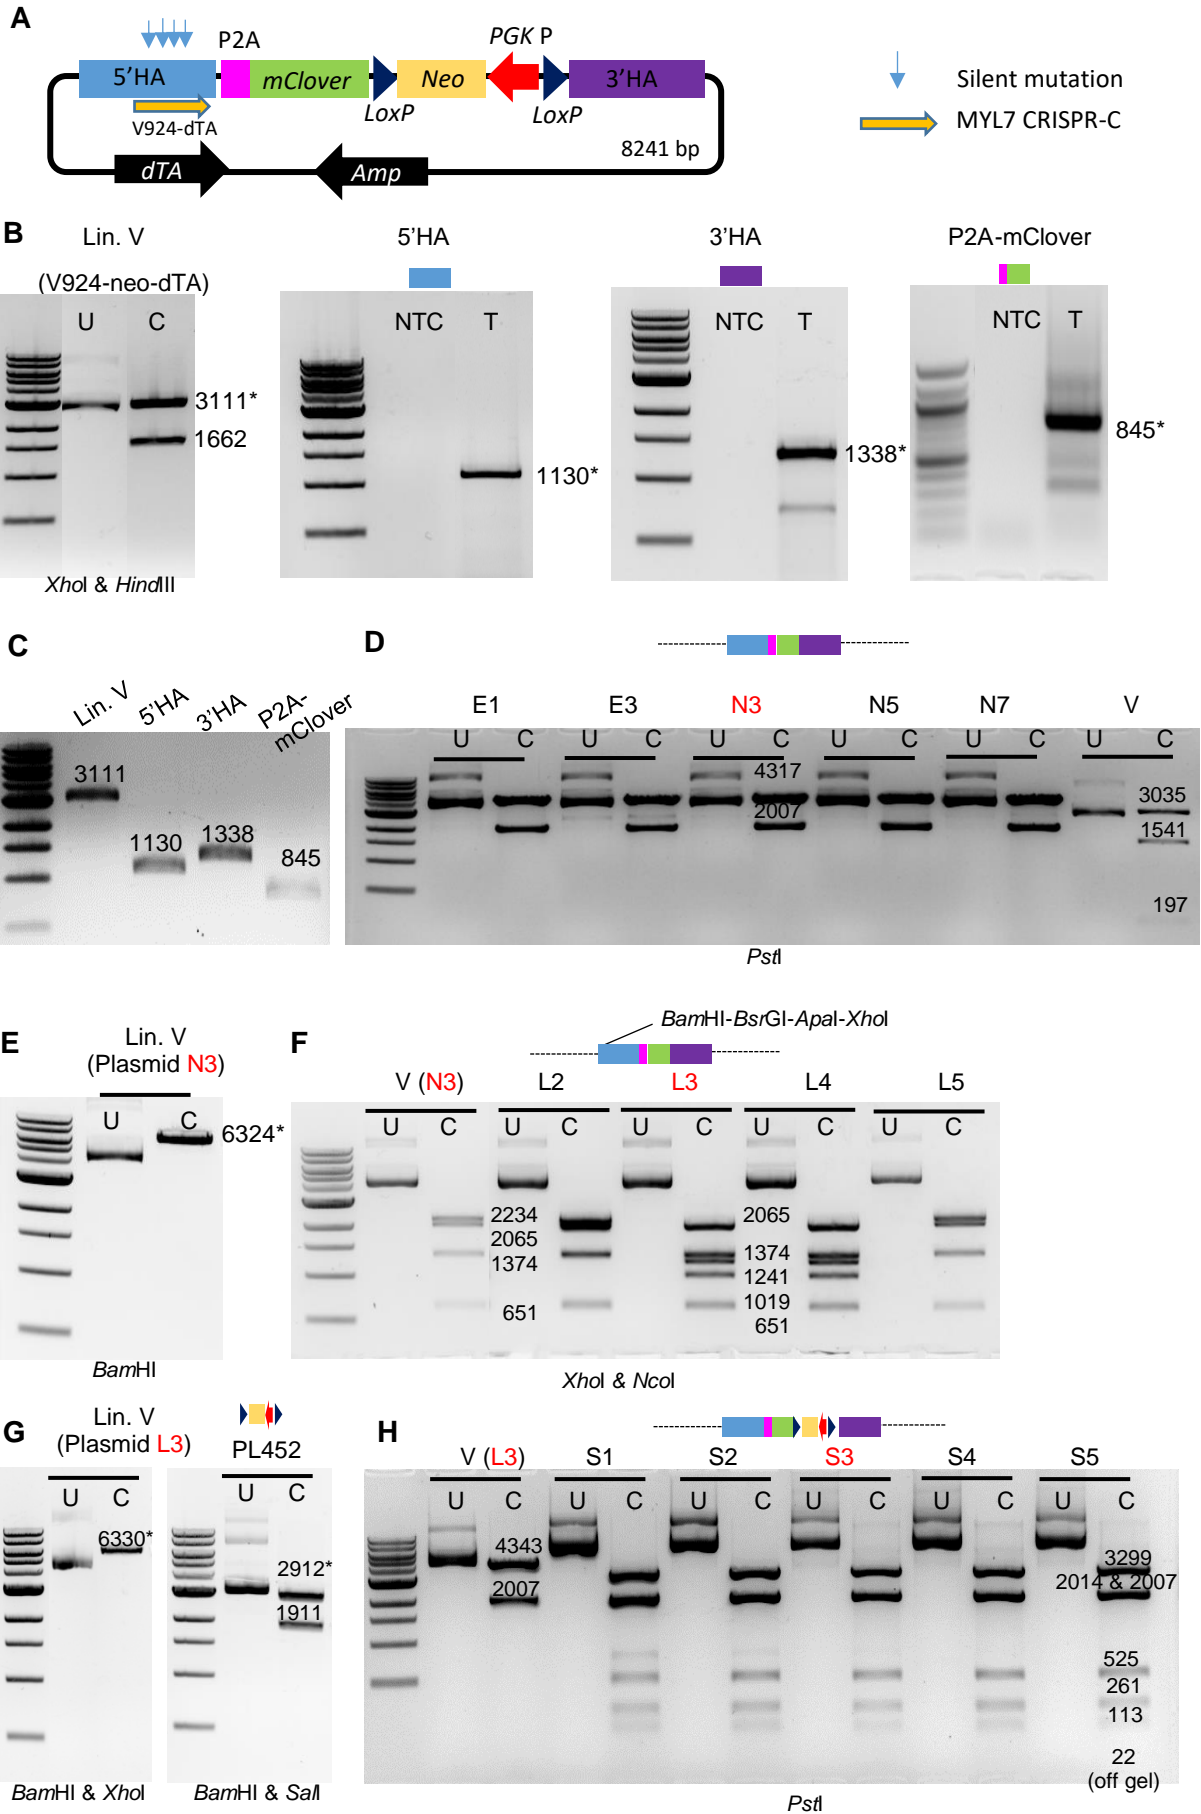 A
P2A
PGK P
5'HA
mClover
Neo
3'HA
LoxP
LoxP
V924-dTA
8241 bp
dTA
Amp
Silent mutation
MYL7 CRISPR-C
B
Lin. V
(V924-neo-dTA)
U C
3111*
1662
XhoI & HindIII
5'HA
NTC T
1130*
3'HA
NTC T
1338*
P2A-mClover
NTC T
845*
C
Lin. V
5'HA
3'HA
P2A-
mClover
3111
1130
1338
845
D
E1 E3 N3 N5 N7 V
U C U C U C U C U C U C
4317
2007
3035
1541
197
PstI
E
Lin. V
(Plasmid N3)
U C
6324*
BamHI
F
BamHI-BsrGI-ApaI-XhoI
V (N3) L2 L3 L4 L5
U C U C U C U C U C
2234
2065
1374
651
2065
1374
1241
1019
651
XhoI & NcoI
G
Lin. V
(Plasmid L3)
U C
6330*
BamHI & XhoI
PL452
U C
2912*
1911
BamHI & SalI
H
V (L3) S1 S2 S3 S4 S5
U C U C U C U C U C U C
4343
2007
3299
2014 & 2007
525
261
113
22
(off gel)
PstI